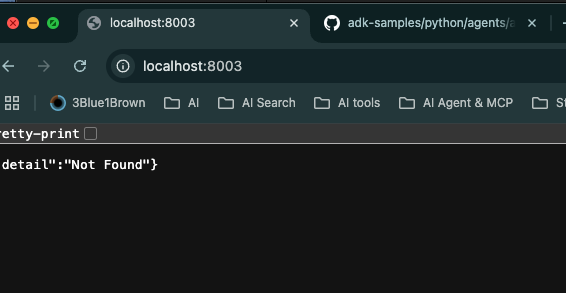 localhost:8003
adk-samples/python/agents/a
localhost:8003
3Blue1Brown
AI
AI Search
AI tools
AI Agent & MCP
St
retty-print
detail":"Not Found"}